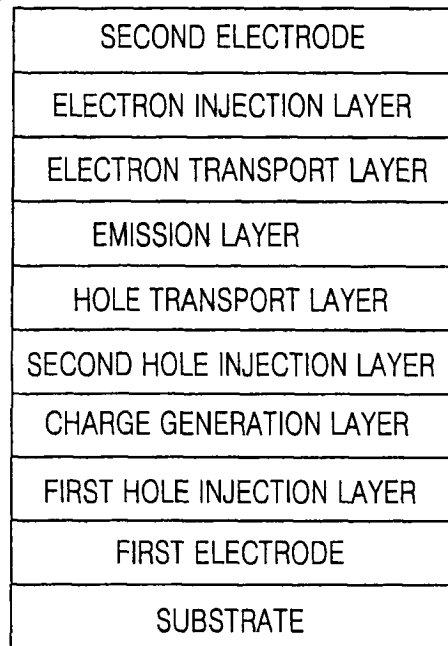 SECOND ELECTRODE
ELECTRON INJECTION LAYER
ELECTRON TRANSPORT LAYER
EMISSION LAYER
HOLE TRANSPORT LAYER
SECOND HOLE INJECTION LAYER
CHARGE GENERATION LAYER
FIRST HOLE INJECTION LAYER
FIRST ELECTRODE
SUBSTRATE